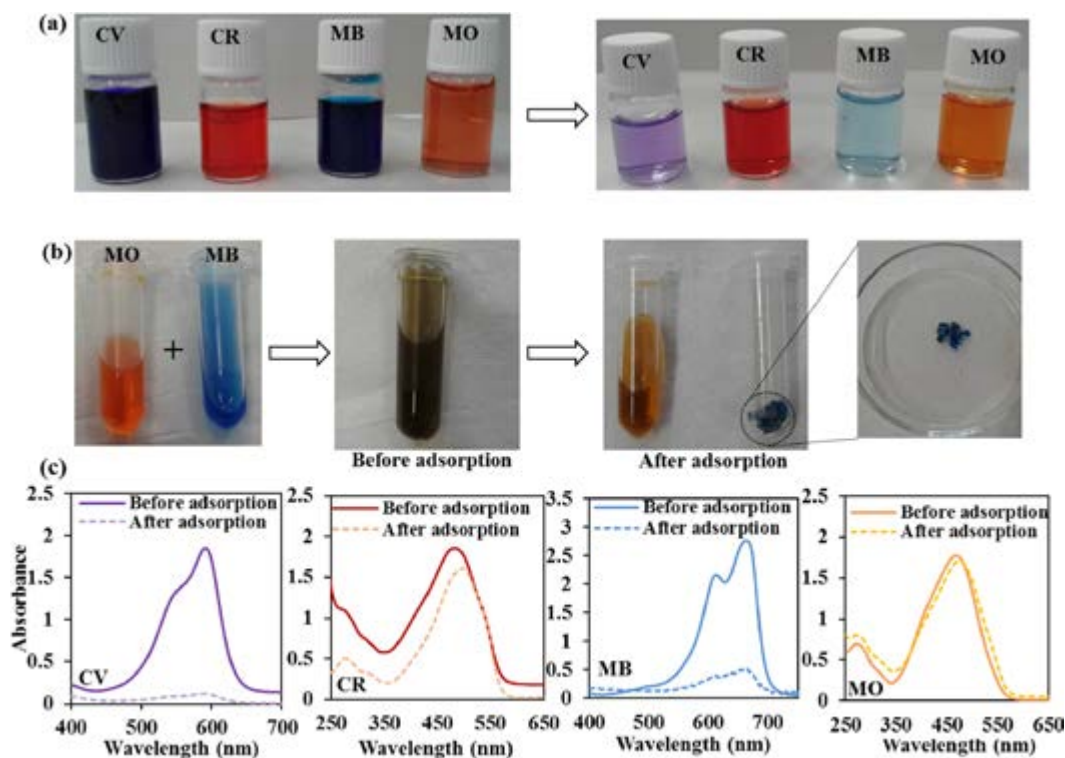 (a)
CV CR MB MO
CV CR MB MO
(b)
MO + MB
Before adsorption
After adsorption
(c)
2.5
2
1.5
1
0.5
0
Absorbance
Before adsorption
After adsorption
CV
400 500 600 700
Wavelength (nm)
2.5
2
1.5
1
0.5
0
Before adsorption
After adsorption
CR
250 350 450 550 650
Wavelength (nm)
3.5
3
2.5
2
1.5
1
0.5
0
Before adsorption
After adsorption
MB
400 500 600 700
Wavelength (nm)
2.5
2
1.5
1
0.5
0
Before adsorption
After adsorption
MO
250 350 450 550 650
Wavelength (nm)